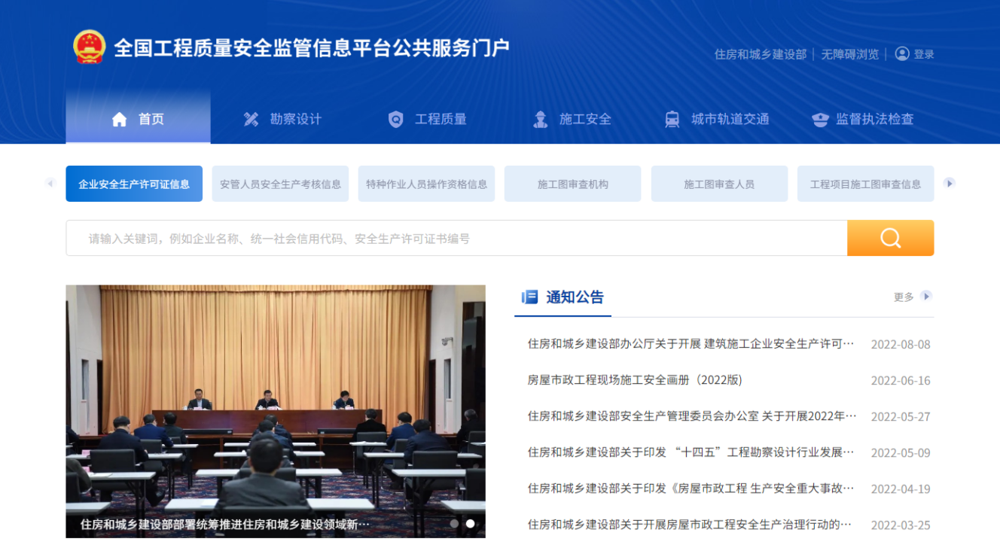 全国工程质量安全监管信息平台公共服务门户
住房和城乡建设部 | 无障碍浏览 | 登录
首页 勘察设计 工程质量 施工安全 城市轨道交通 监督执法检查
企业安全生产许可证信息 安管人员安全生产考核信息 特种作业人员操作资格信息 施工图审查机构 施工图审查人员 工程项目施工图审查信息
请输入关键词，例如企业名称、统一社会信用代码、安全生产许可证书编号
通知公告 更多
住房和城乡建设部办公厅关于开展 建筑施工企业安全生产许可… 2022-08-08
房屋市政工程现场施工安全画册（2022版) 2022-06-16
住房和城乡建设部安全生产管理委员会办公室 关于开展2022年… 2022-05-27
住房和城乡建设部关于印发 “十四五”工程勘察设计行业发展… 2022-05-09
住房和城乡建设部关于印发《房屋市政工程 生产安全重大事故… 2022-04-19
住房和城乡建设部关于开展房屋市政工程安全生产治理行动的… 2022-03-25
住房和城乡建设部部署统筹推进住房和城乡建设领域新…